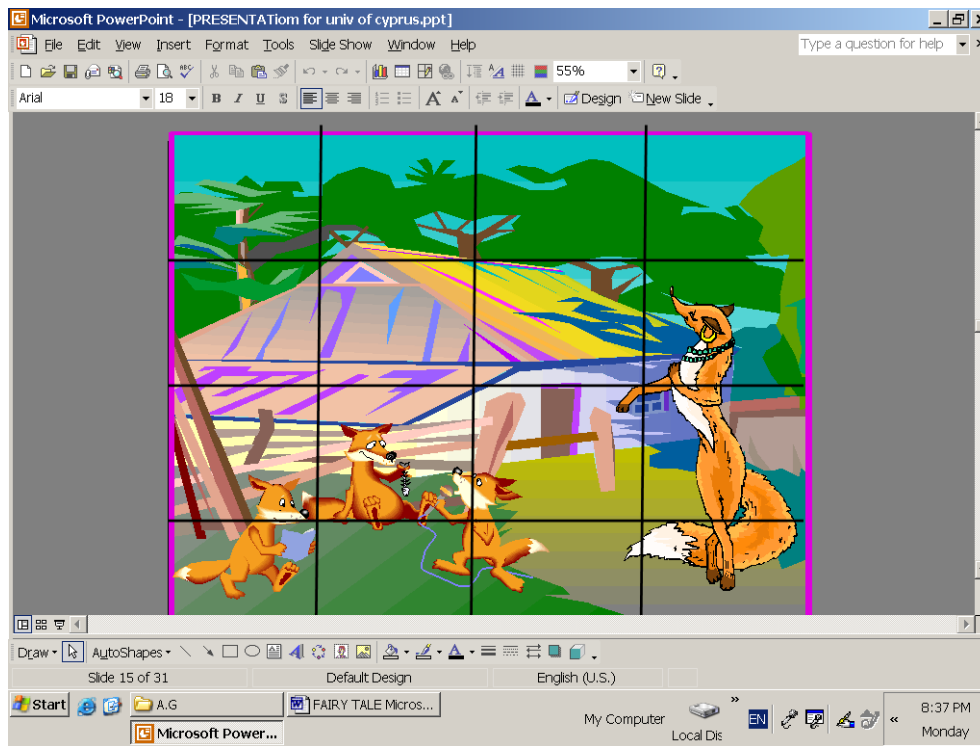 Microsoft PowerPoint - [PRESENTATiom for univ of cyprus.ppt]
File Edit View Insert Format Tools Slide Show Window Help Type a question for help
55%
Arial 18 B I U S A A A Design New Slide
Draw AutoShapes A
Slide 15 of 31 Default Design English (U.S.)
Start A.G FAIRY TALE Micros... My Computer Local Dis EN 8:37 PM
Microsoft Power... Monday